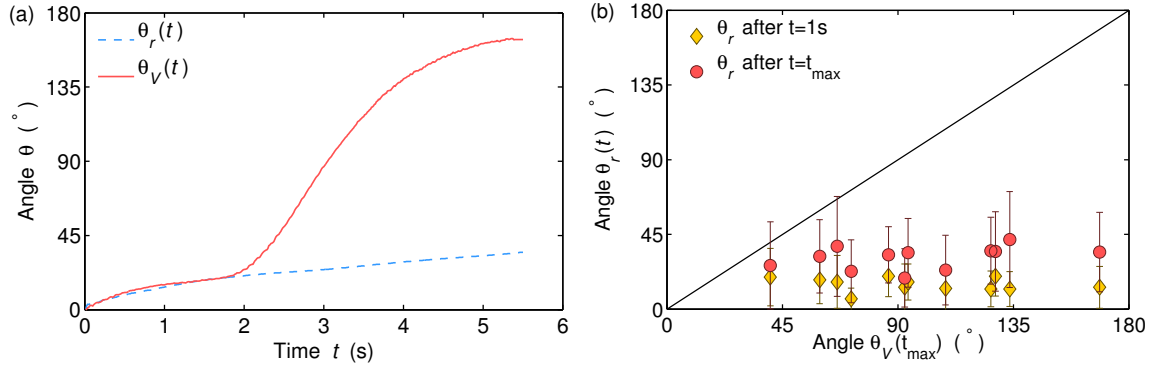 (a)
180
135
90
45
0
Angle θ (°)
θr(t)
θV(t)
0 1 2 3 4 5 6
Time t (s)
(b)
180
135
90
45
0
Angle θr(t) (°)
θr after t=1s
θr after t=tmax
0 45 90 135 180
Angle θV(tmax) (°)